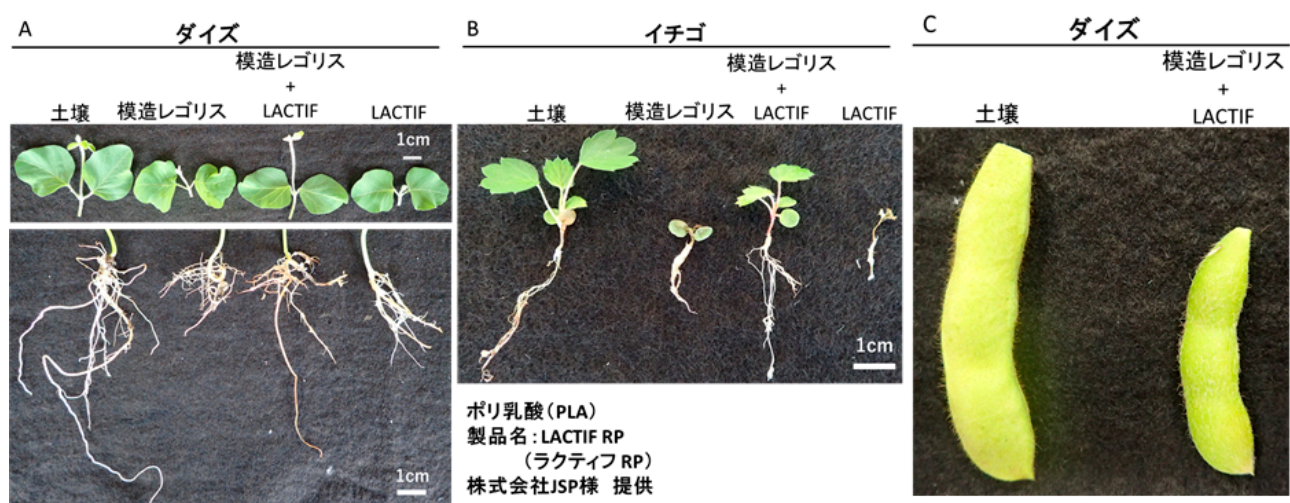 A
ダイズ
土壌
模造レゴリス
模造レゴリス
+
LACTIF
LACTIF
1cm
1cm
B
イチゴ
土壌
模造レゴリス
模造レゴリス
+
LACTIF
LACTIF
1cm
ポリ乳酸(PLA)
製品名:LACTIF RP
(ラクティフ RP)
株式会社JSP様 提供
C
ダイズ
土壌
模造レゴリス
+
LACTIF